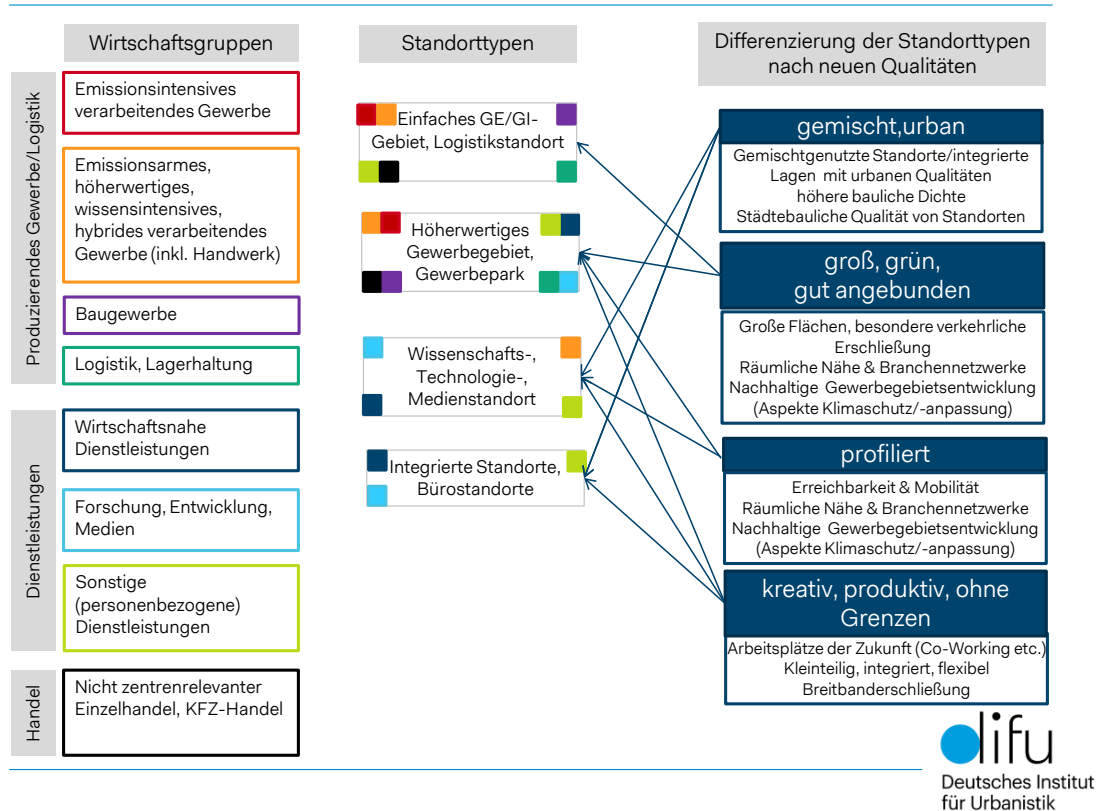 Wirtschaftsgruppen
Standorttypen
Differenzierung der Standorttypen
nach neuen Qualitäten
Produzierendes Gewerbe/Logistik
Emissionsintensives
verarbeitendes Gewerbe
Emissionsarmes,
höherwertiges,
wissensintensives,
hybrides verarbeitendes
Gewerbe (inkl. Handwerk)
Baugewerbe
Logistik, Lagerhaltung
Dienstleistungen
Wirtschaftsnahe
Dienstleistungen
Forschung, Entwicklung,
Medien
Sonstige
(personenbezogene)
Dienstleistungen
Handel
Nicht zentrenrelevanter
Einzelhandel, KFZ-Handel
Einfaches GE/GI-
Gebiet, Logistikstandort
Höherwertiges
Gewerbegebiet,
Gewerbepark
Wissenschafts-,
Technologie-,
Medienstandort
Integrierte Standorte,
Bürostandorte
gemischt,urban
Gemischtgenutzte Standorte/integrierte
Lagen mit urbanen Qualitäten
höhere bauliche Dichte
Städtebauliche Qualität von Standorten
groß, grün,
gut angebunden
Große Flächen, besondere verkehrliche
Erschließung
Räumliche Nähe & Branchennetzwerke
Nachhaltige Gewerbegebietsentwicklung
(Aspekte Klimaschutz/-anpassung)
profiliert
Erreichbarkeit & Mobilität
Räumliche Nähe & Branchennetzwerke
Nachhaltige Gewerbegebietsentwicklung
(Aspekte Klimaschutz/-anpassung)
kreativ, produktiv, ohne
Grenzen
Arbeitsplätze der Zukunft (Co-Working etc.)
Kleinteilig, integriert, flexibel
Breitbanderschließung
difu
Deutsches Institut
für Urbanistik